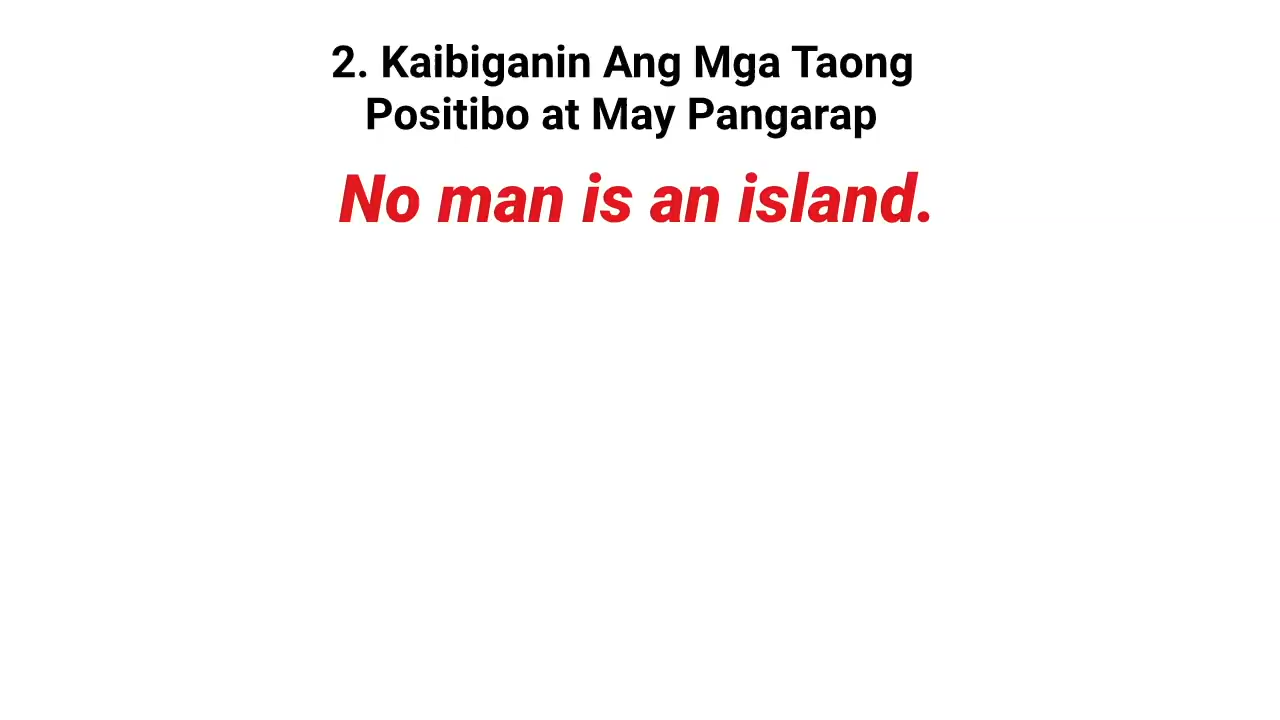 2. Kaibiganin Ang Mga Taong
Positibo at May Pangarap
No man is an island.